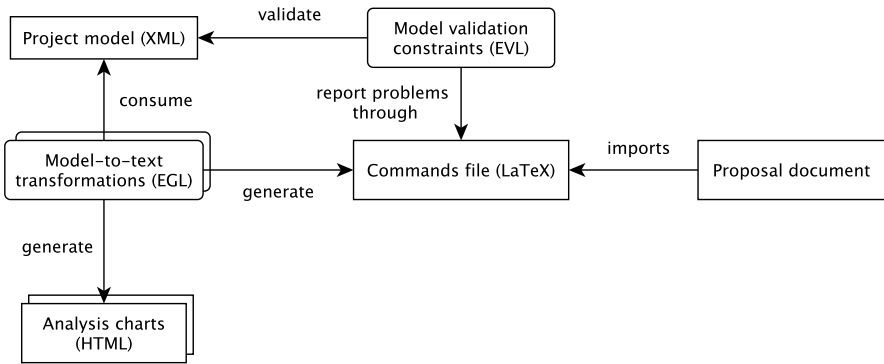 validate
Project model (XML)
Model validation
constraints (EVL)
consume
report problems
through
Model-to-text
transformations (EGL)
generate
Commands file (LaTeX)
imports
Proposal document
generate
Analysis charts
(HTML)